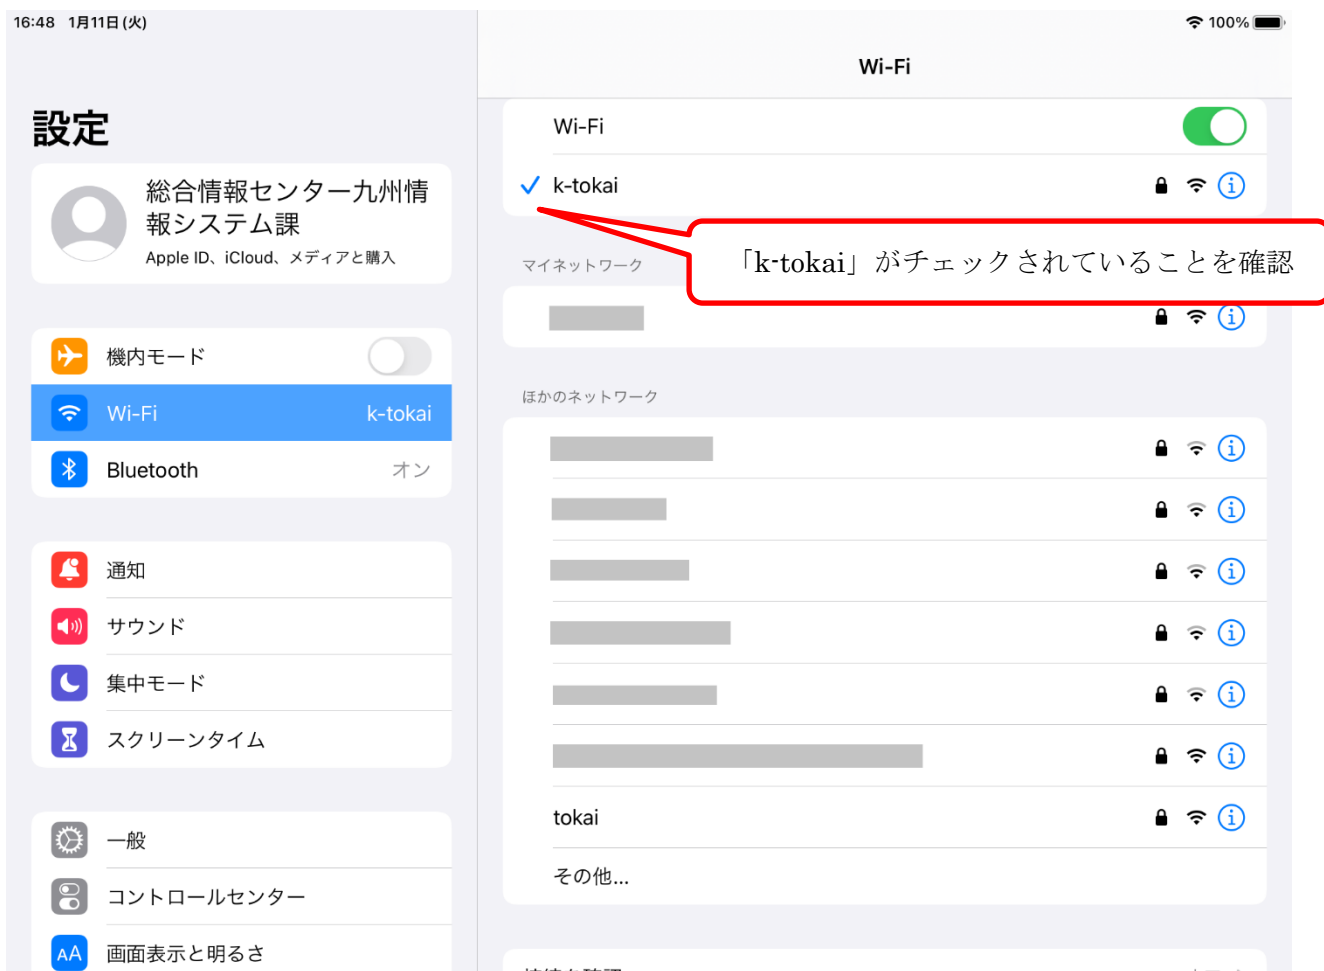 16:48 1月11日(火)
100%
設定
総合情報センター九州情
報システム課
Apple ID、iCloud、メディアと購入
機内モード
Wi-Fi k-tokai
Bluetooth オン
通知
サウンド
集中モード
スクリーンタイム
一般
コントロールセンター
AA 画面表示と明るさ
Wi-Fi
Wi-Fi
k-tokai
「k-tokai」がチェックされていることを確認
マイネットワーク
ほかのネットワーク
tokai
その他...